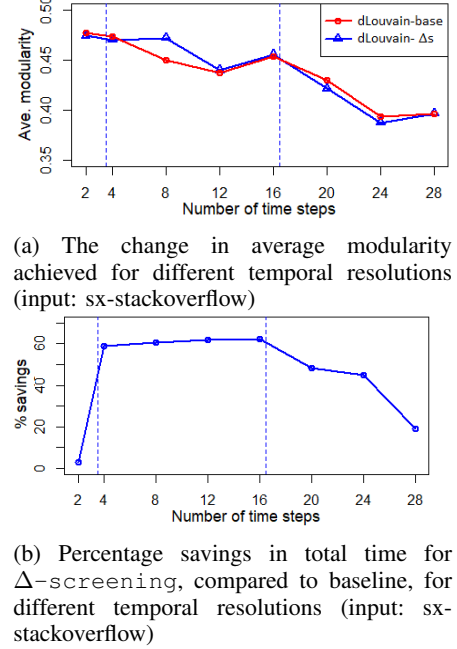 0.50
0.45
0.40
0.35
Ave. modularity
dLouvain-base
dLouvain- Δs
2 4 8 12 16 20 24 28
Number of time steps
(a) The change in average modularity
achieved for different temporal resolutions
(input: sx-stackoverflow)
60
40
20
0
% savings
2 4 8 12 16 20 24 28
Number of time steps
(b) Percentage savings in total time for
Δ-screening, compared to baseline, for
different temporal resolutions (input: sx-
stackoverflow)